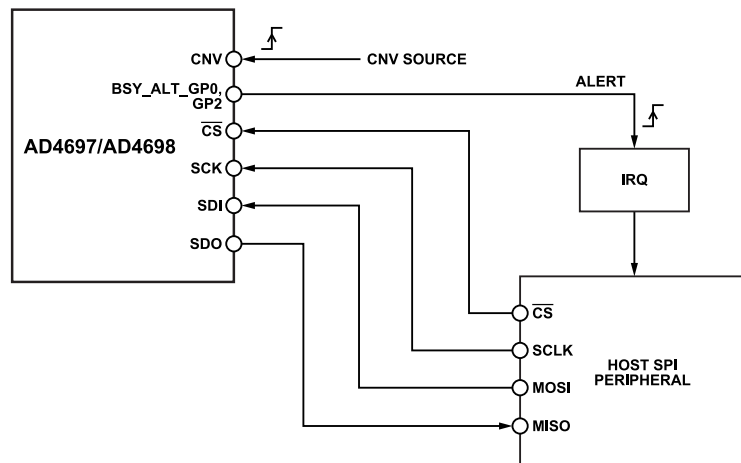 CNV
CNV SOURCE
BSY_ALT_GP0,
GP2
ALERT
CS
AD4697/AD4698
SCK
IRQ
SDI
SDO
CS
SCLK
HOST SPI
PERIPHERAL
MOSI
MISO